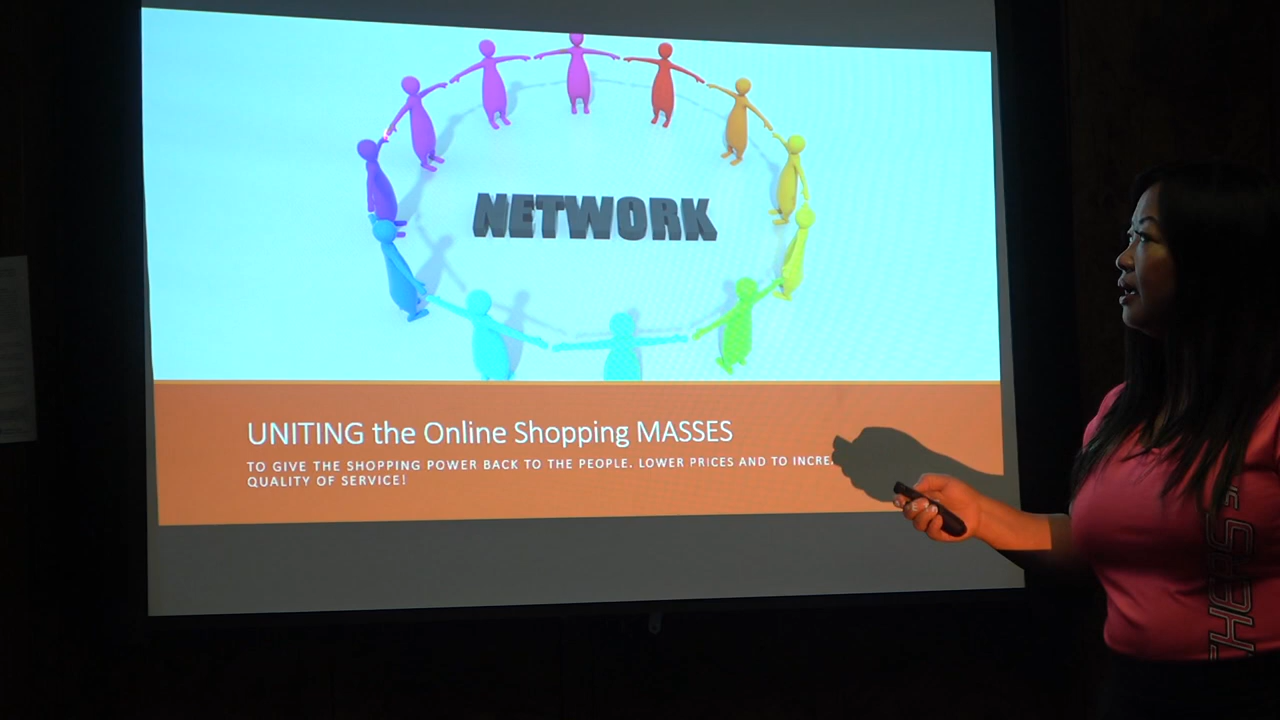 NETWORK
UNITING the Online Shopping MASSES
TO GIVE THE SHOPPING POWER BACK TO THE PEOPLE. LOWER PRICES AND TO
QUALITY OF SERVICE!